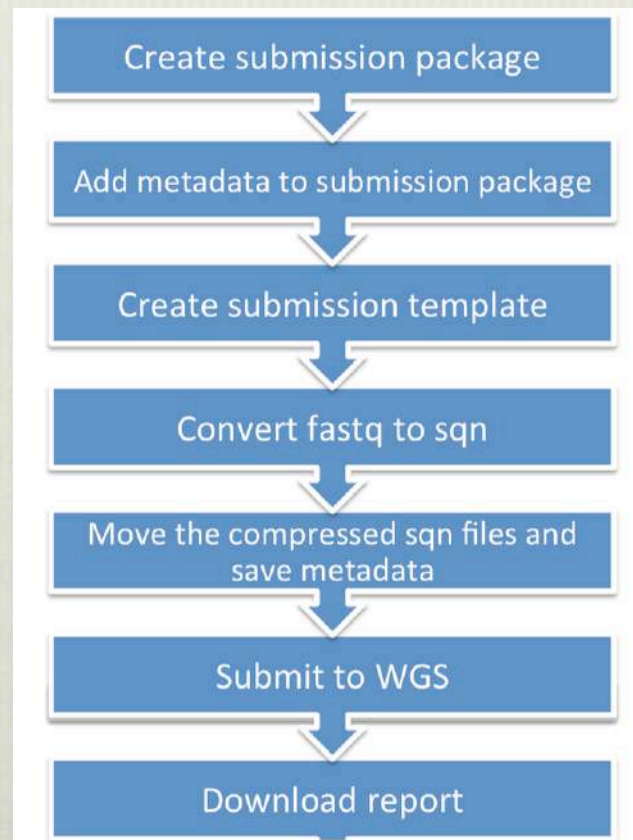 Create submission package
Add metadata to submission package
Create submission template
Convert fastq to sqn
Move the compressed sqn files and
save metadata
Submit to WGS
Download report